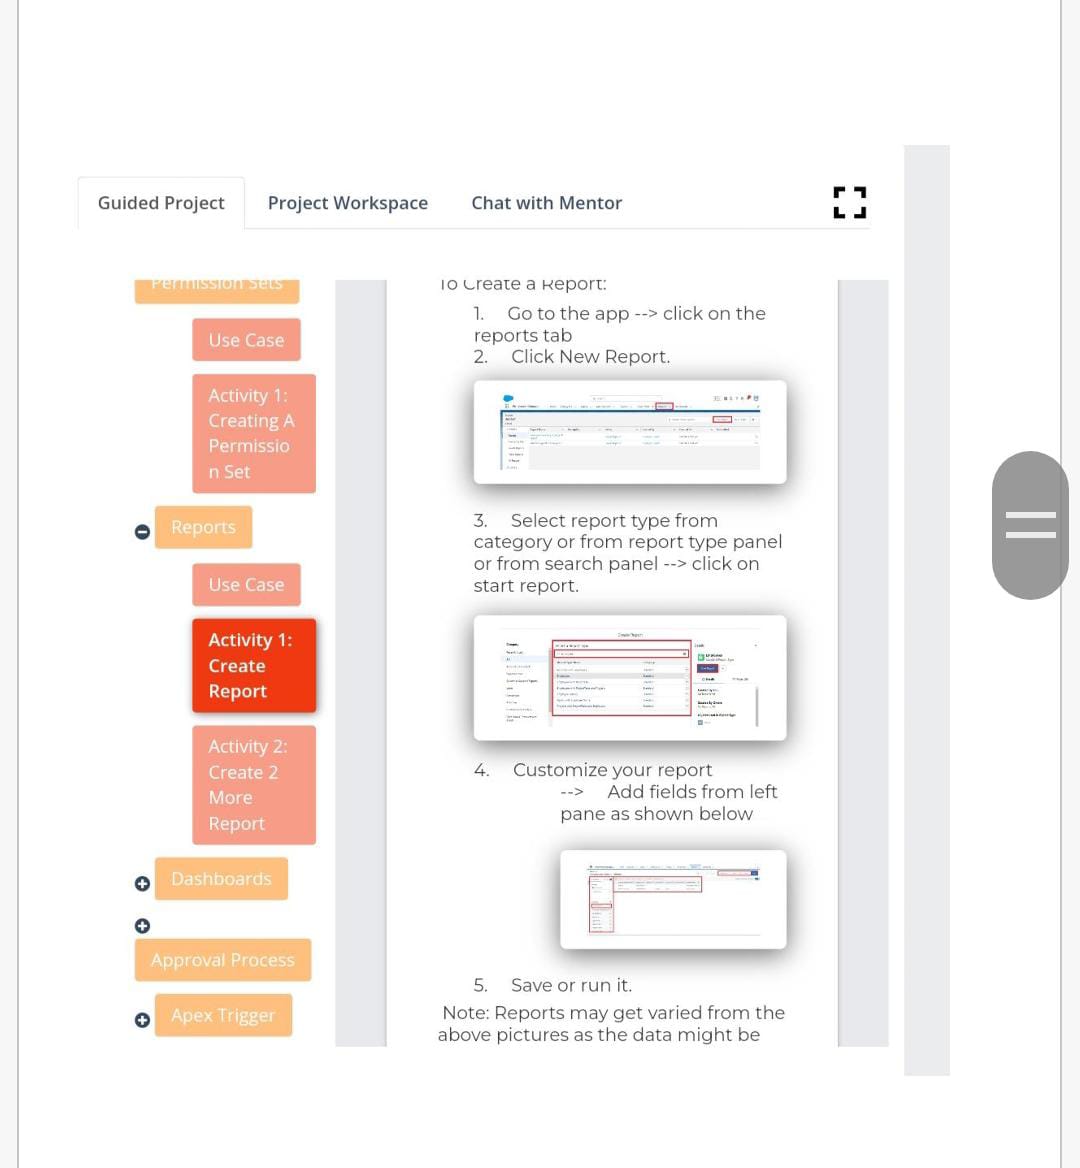 Guided Project
Project Workspace
Chat with Mentor
Permission Sets
Use Case
Activity 1:
Creating A
Permissio
n Set
Reports
Use Case
Activity 1:
Create
Report
Activity 2:
Create 2
More
Report
Dashboards
Approval Process
Apex Trigger
To Create a Report:
1. Go to the app --> click on the
reports tab
2. Click New Report.
3. Select report type from
category or from report type panel
or from search panel --> click on
start report.
4. Customize your report
--> Add fields from left
pane as shown below
5. Save or run it.
Note: Reports may get varied from the
above pictures as the data might be